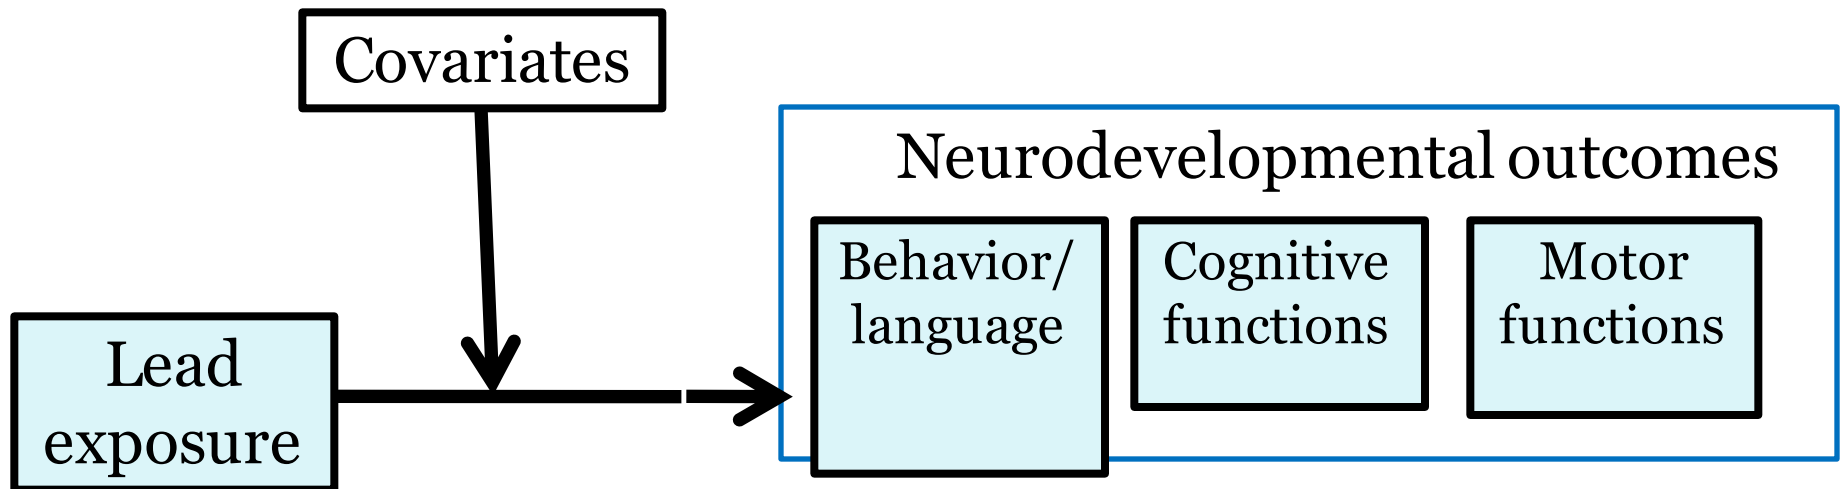 Covariates
Neurodevelopmental outcomes
Behavior/
language
Cognitive
functions
Motor
functions
Lead
exposure